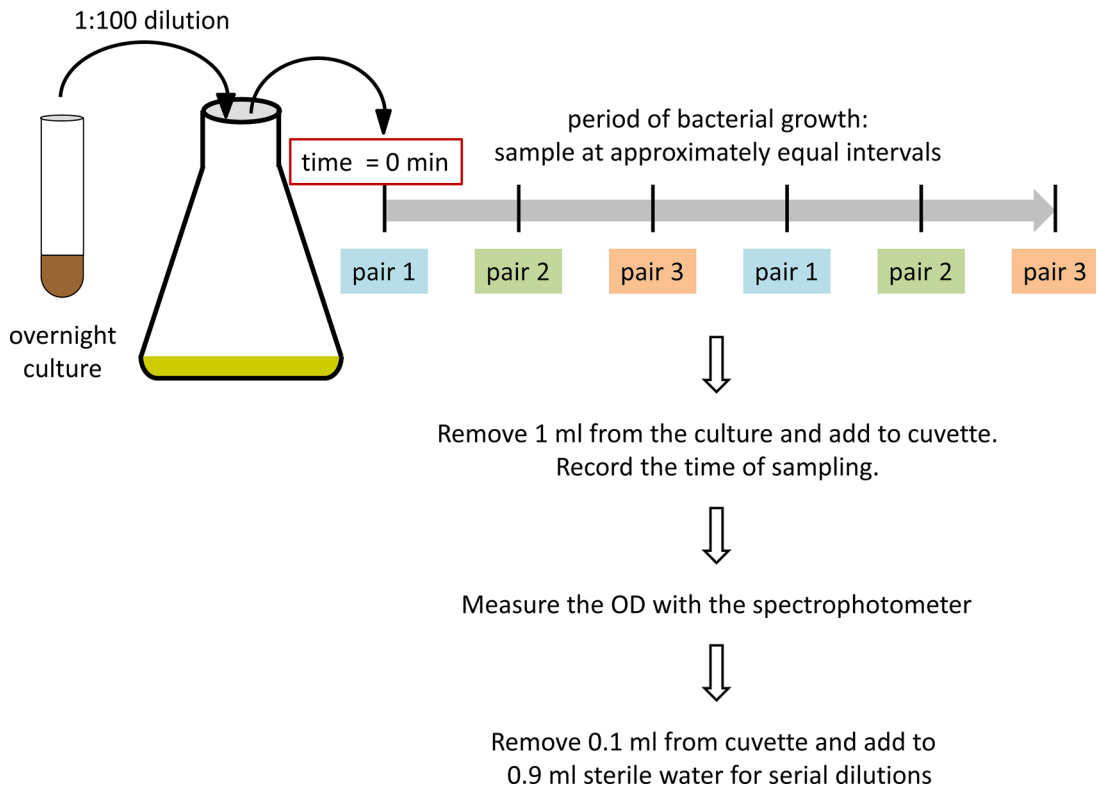 1:100 dilution
time = 0 min
period of bacterial growth:
sample at approximately equal intervals
pair 1
pair 2
pair 3
pair 1
pair 2
pair 3
overnight
culture
Remove 1 ml from the culture and add to cuvette.
Record the time of sampling.
Measure the OD with the spectrophotometer
Remove 0.1 ml from cuvette and add to
0.9 ml sterile water for serial dilutions